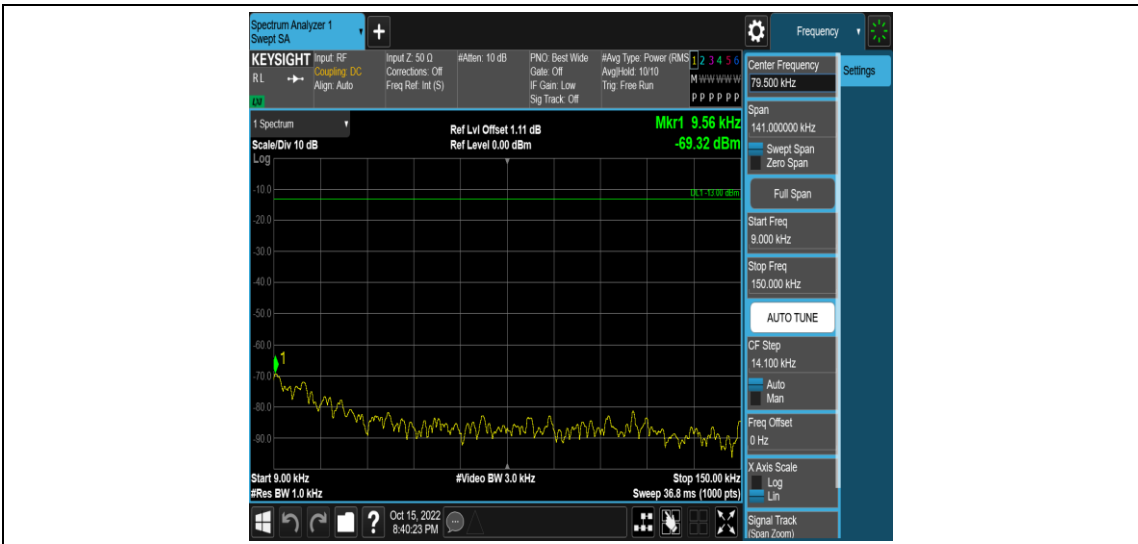 Spectrum Analyzer 1
Swept SA
Frequency
KEYSIGHT
RL
LXI
Input: RF
Coupling: DC
Align: Auto
Input Z: 50 Ω
Corrections: Off
Freq Ref: Int (S)
#Atten: 10 dB
PNO: Best Wide
Gate: Off
IF Gain: Low
Sig Track: Off
#Avg Type: Power (RMS
Avg|Hold: 10/10
Trig: Free Run
1 2 3 4 5 6
M W W W W W
P P P P P P
Center Frequency
79.500 kHz
Settings
1 Spectrum
Scale/Div 10 dB
Ref Lvl Offset 1.11 dB
Ref Level 0.00 dBm
Mkr1 9.56 kHz
-69.32 dBm
Log
-10.0
-20.0
-30.0
-40.0
-50.0
-60.0
-70.0
-80.0
-90.0
DL1 -13.00 dBm
1
Start 9.00 kHz
#Res BW 1.0 kHz
#Video BW 3.0 kHz
Stop 150.00 kHz
Sweep 36.8 ms (1000 pts)
Span
141.000000 kHz
Swept Span
Zero Span
Full Span
Start Freq
9.000 kHz
Stop Freq
150.000 kHz
AUTO TUNE
CF Step
14.100 kHz
Auto
Man
Freq Offset
0 Hz
X Axis Scale
Log
Lin
Signal Track
(Span Zoom)
?
Oct 15, 2022
8:40:23 PM